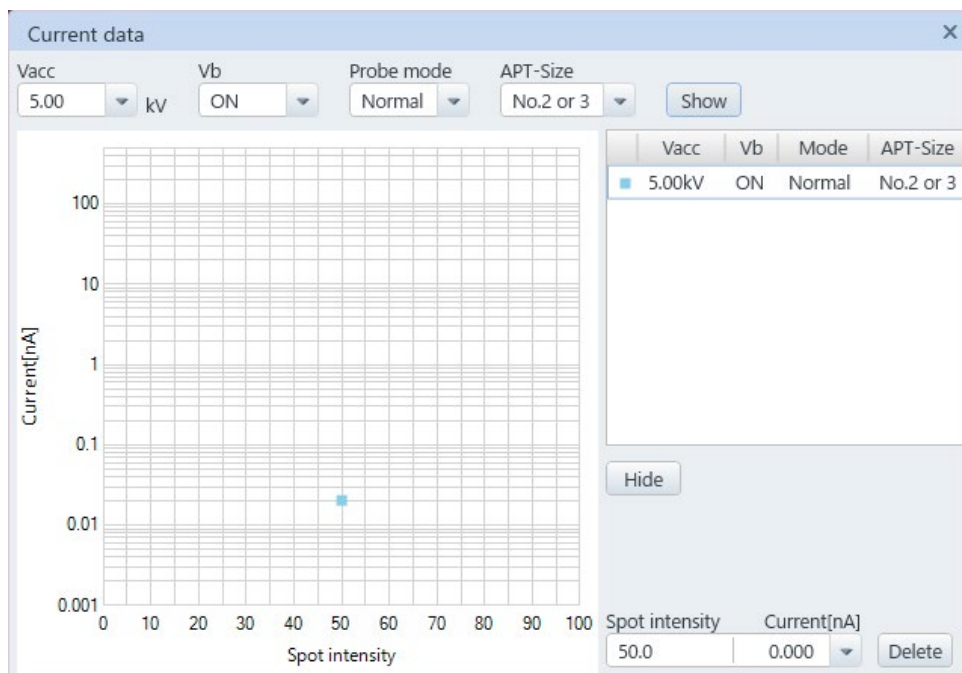 Current data
Vacc Vb Probe mode APT-Size
5.00 kV ON Normal No.2 or 3 Show
Vacc Vb Mode APT-Size
5.00kV ON Normal No.2 or 3
100
10
1
0.1
0.01
0.001
Current[nA]
0 10 20 30 40 50 60 70 80 90 100
Spot intensity
Hide
Spot intensity Current[nA]
50.0 0.000 Delete